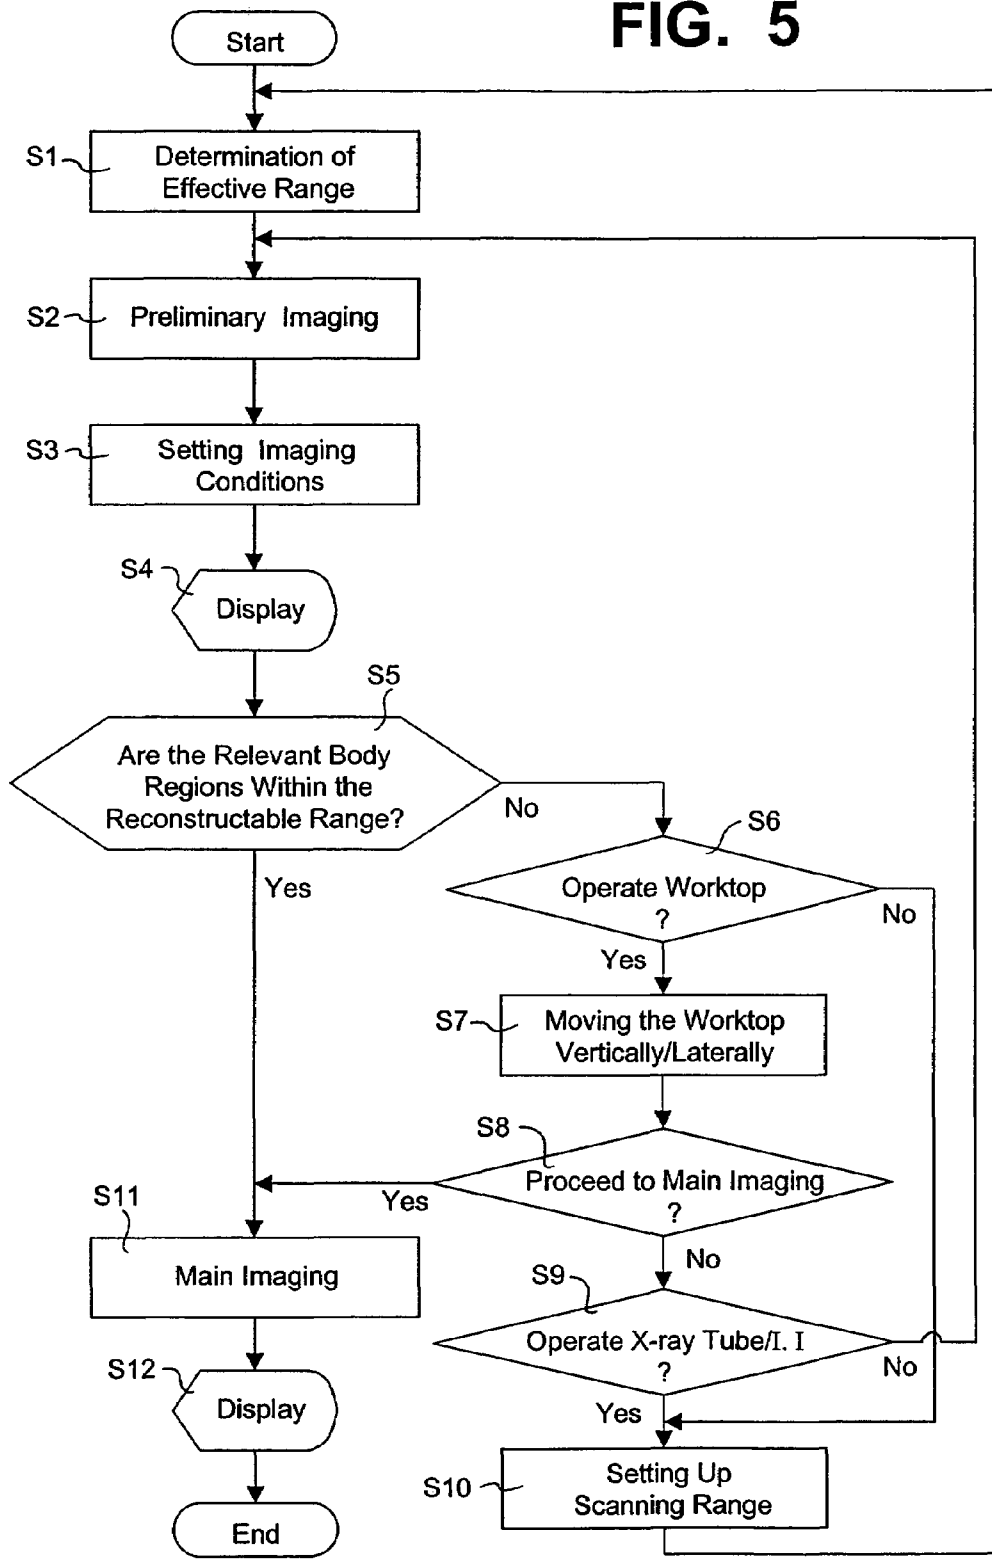 FIG. 5
Start
S1
Determination of
Effective Range
S2
Preliminary Imaging
S3
Setting Imaging
Conditions
S4
Display
S5
Are the Relevant Body
Regions Within the
Reconstructable Range?
No
Yes
S6
Operate Worktop
?
No
Yes
S7
Moving the Worktop
Vertically/Laterally
S8
Proceed to Main Imaging
?
Yes
No
S9
Operate X-ray Tube/I. I
?
No
Yes
S10
Setting Up
Scanning Range
S11
Main Imaging
S12
Display
End